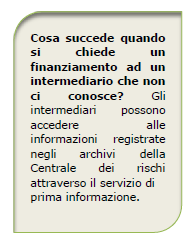 Cosa succede quando
si chiede un
finanziamento ad un
intermediario che non
ci conosce? Gli
intermediari possono
accedere alle
informazioni registrate
negli archivi della
Centrale dei rischi
attraverso il servizio di
prima informazione.